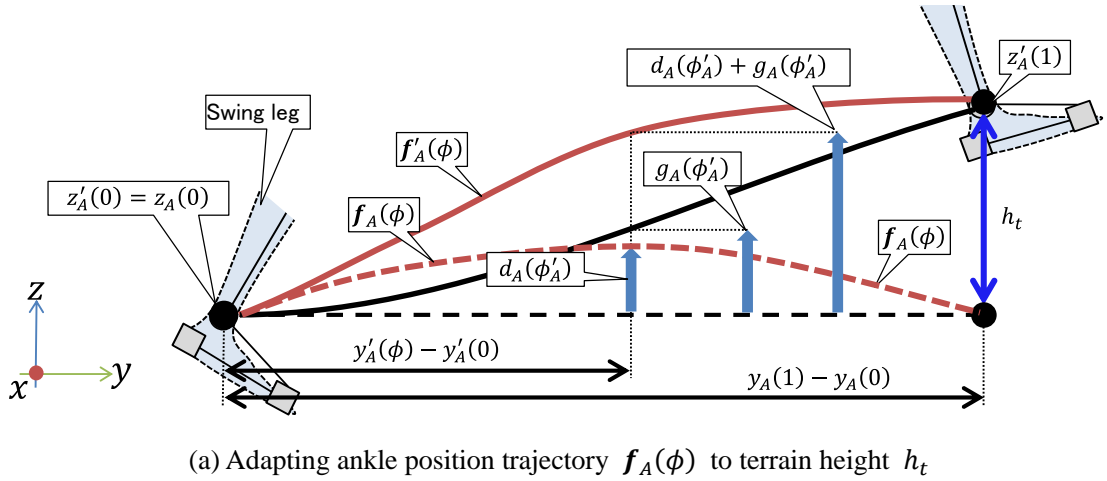 d_A(ϕ′_A) + g_A(ϕ′_A)
z′_A(1)
Swing leg
f′_A(ϕ)
g_A(ϕ′_A)
z′_A(0) = z_A(0)
f_A(ϕ)
f_A(ϕ)
h_t
d_A(ϕ′_A)
z
y′_A(ϕ) − y′_A(0)
x
y
y_A(1) − y_A(0)
(a) Adapting ankle position trajectory f_A(ϕ) to terrain height h_t